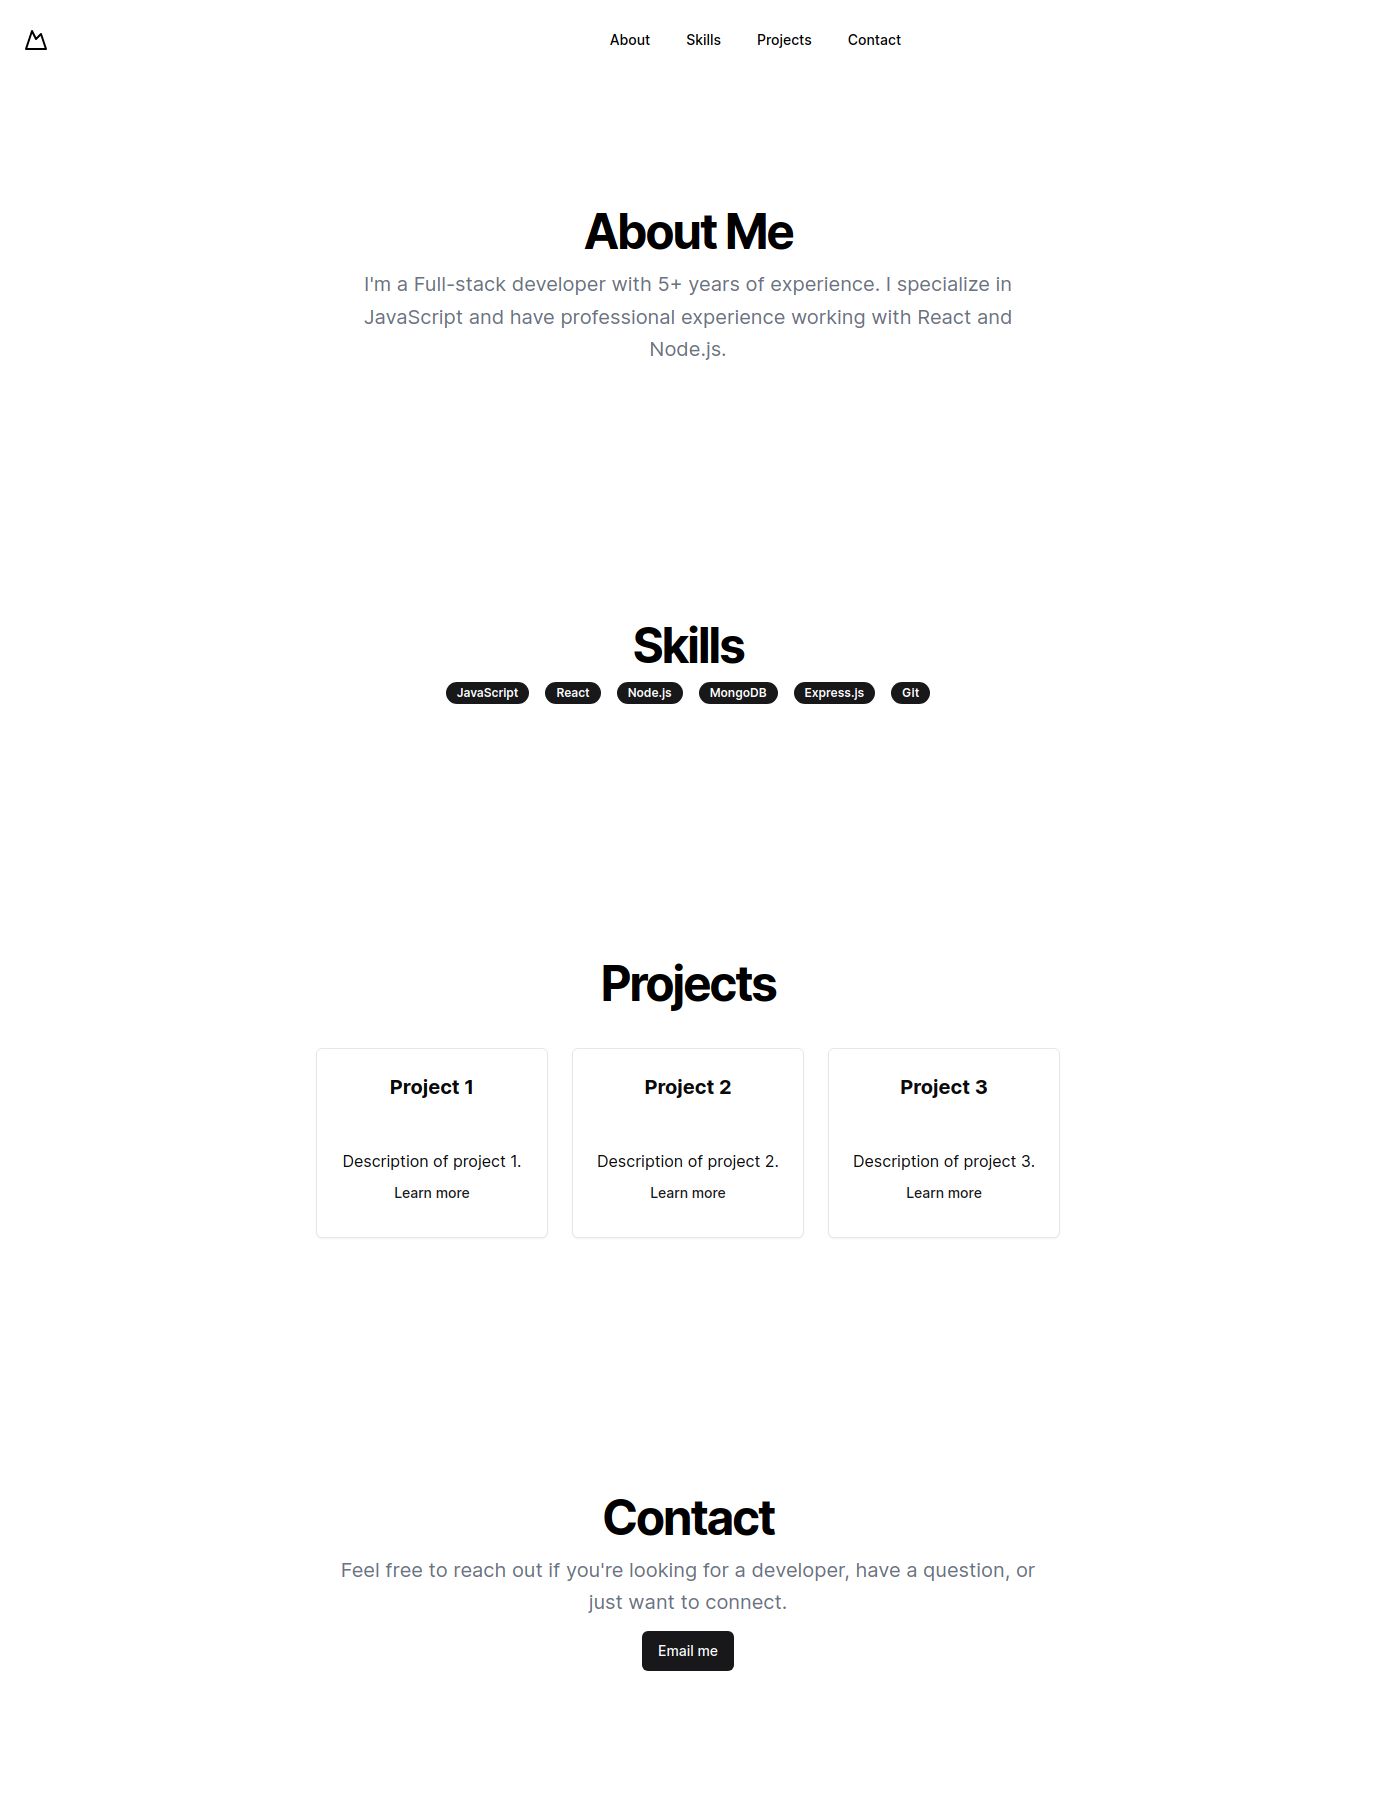 About Skills Projects Contact
About Me
I'm a Full-stack developer with 5+ years of experience. I specialize in
JavaScript and have professional experience working with React and
Node.js.
Skills
JavaScript React Node.js MongoDB Express.js Git
Projects
Project 1
Description of project 1.
Learn more
Project 2
Description of project 2.
Learn more
Project 3
Description of project 3.
Learn more
Contact
Feel free to reach out if you're looking for a developer, have a question, or
just want to connect.
Email me